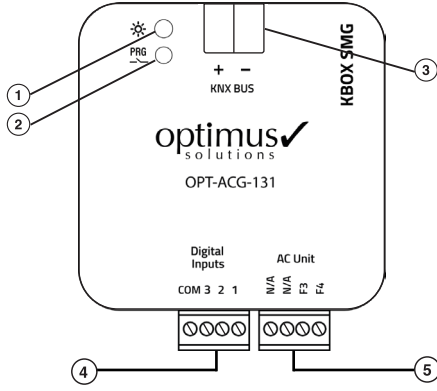 1
PRG
2
+ −
KNX BUS
3
KBOX SMG
optimus
solutions
OPT-ACG-131
Digital
Inputs
COM 3 2 1
AC Unit
N/A
N/A
F3
F4
4
5